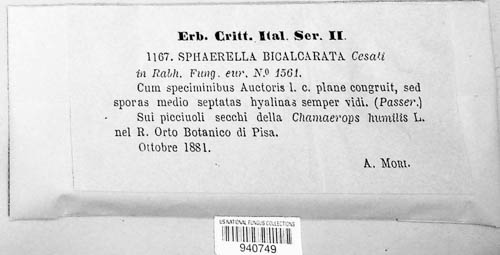 Erb. Critt. Ital. Ser. II.
1167. SPHAERELLA BICALCARATA Cesati
in Rabh. Fung. eur. N.º 1561.
Cum speciminibus Auctoris l. c. plane congruit, sed
sporas medio septatas hyalinas semper vidi. (Passer.)
Sui picciuoli secchi della Chamaerops humilis L.
nel R. Orto Botanico di Pisa.
Ottobre 1881.
A. MORI.
US NATIONAL FUNGUS COLLECTIONS
940749